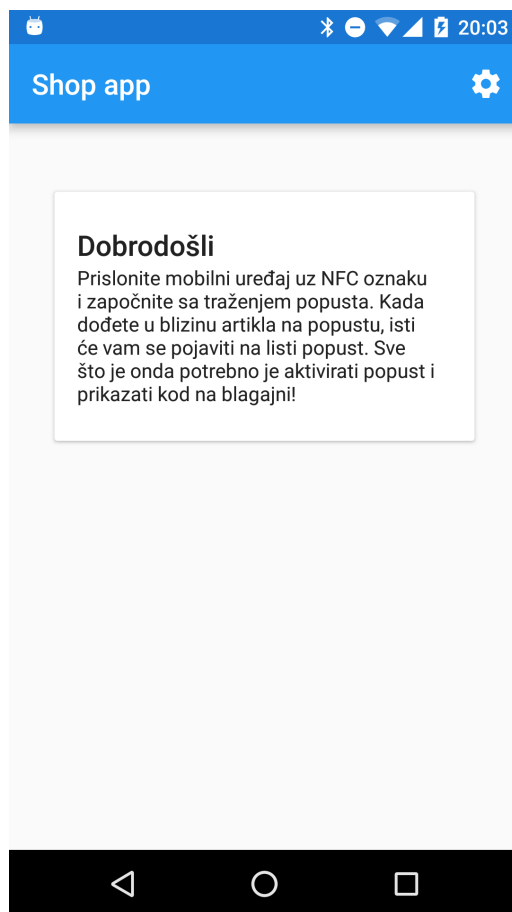 20:03
Shop app
Dobrodošli
Prislonite mobilni uređaj uz NFC oznaku
i započnite sa traženjem popusta. Kada
dođete u blizinu artikla na popustu, isti
će vam se pojaviti na listi popust. Sve
što je onda potrebno je aktivirati popust i
prikazati kod na blagajni!